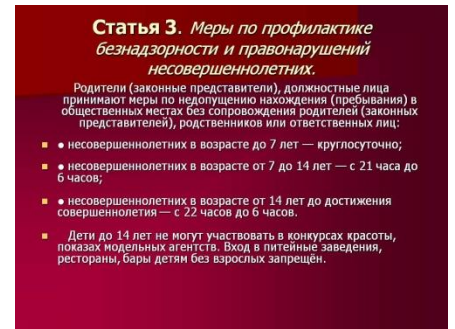 Статья 3. Меры по профилактике
безнадзорности и правонарушений
несовершеннолетних.
Родители (законные представители), должностные лица
принимают меры по недопущению нахождения (пребывания) в
общественных местах без сопровождения родителей (законных
представителей), родственников или ответственных лиц:
● несовершеннолетних в возрасте до 7 лет — круглосуточно;
● несовершеннолетних в возрасте от 7 до 14 лет — с 21 часа до
6 часов;
● несовершеннолетних в возрасте от 14 лет до достижения
совершеннолетия — с 22 часов до 6 часов.
Дети до 14 лет не могут участвовать в конкурсах красоты,
показах модельных агентств. Вход в питейные заведения,
рестораны, бары детям без взрослых запрещён.